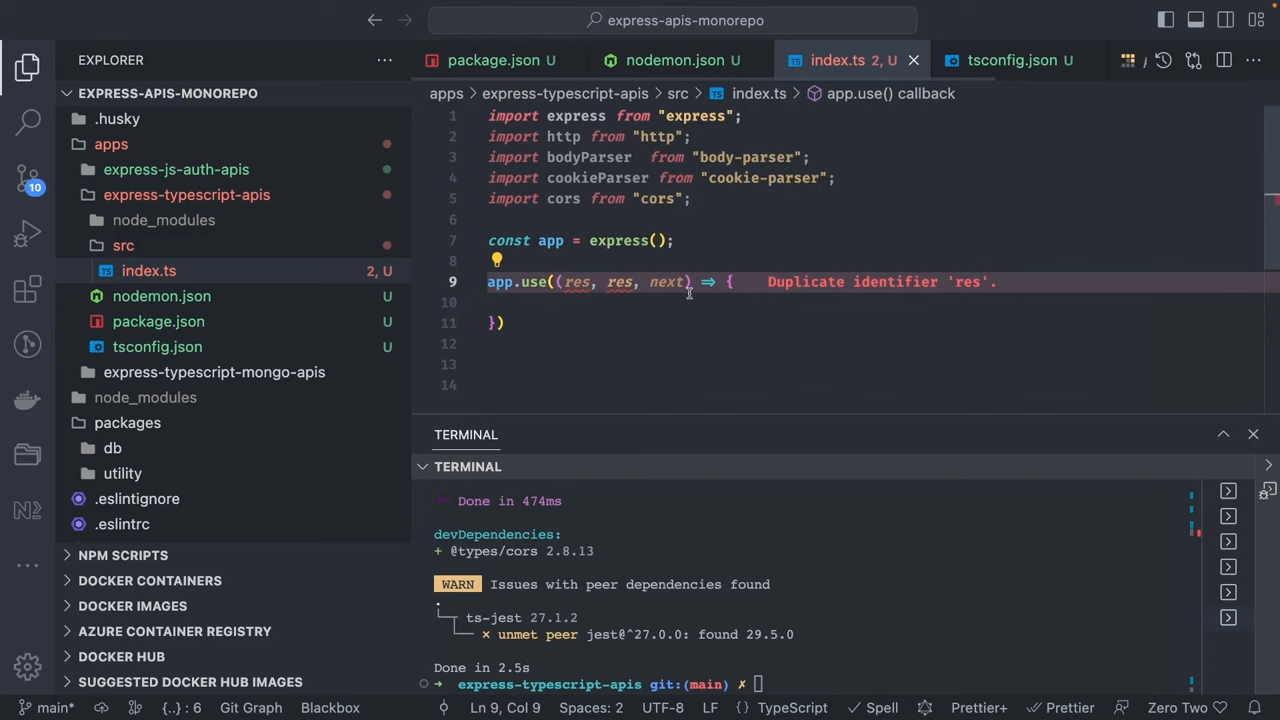 express-apis-monorepo
EXPLORER
package.json U
nodemon.json U
index.ts 2, U
tsconfig.json U
EXPRESS-APIS-MONOREPO
.husky
apps
express-js-auth-apis
express-typescript-apis
node_modules
src
index.ts 2, U
nodemon.json U
package.json U
tsconfig.json U
express-typescript-mongo-apis
node_modules
packages
db
utility
.eslintignore
.eslintrc
NPM SCRIPTS
DOCKER CONTAINERS
DOCKER IMAGES
AZURE CONTAINER REGISTRY
DOCKER HUB
SUGGESTED DOCKER HUB IMAGES
10
apps > express-typescript-apis > src > index.ts > app.use() callback
1 import express from "express";
2 import http from "http";
3 import bodyParser from "body-parser";
4 import cookieParser from "cookie-parser";
5 import cors from "cors";
6
7 const app = express();
8
9 app.use((res, res, next) => { Duplicate identifier 'res'.
10
11 })
12
13
14
TERMINAL
TERMINAL
Done in 474ms
devDependencies:
+ @types/cors 2.8.13
WARN Issues with peer dependencies found
.
└─┬ ts-jest 27.1.2
└── ✕ unmet peer jest@^27.0.0: found 29.5.0
Done in 2.5s
➜ express-typescript-apis git:(main) ✗
main* {..} : 6 Git Graph Blackbox Ln 9, Col 9 Spaces: 2 UTF-8 LF {} TypeScript Spell Prettier+ Prettier Zero Two